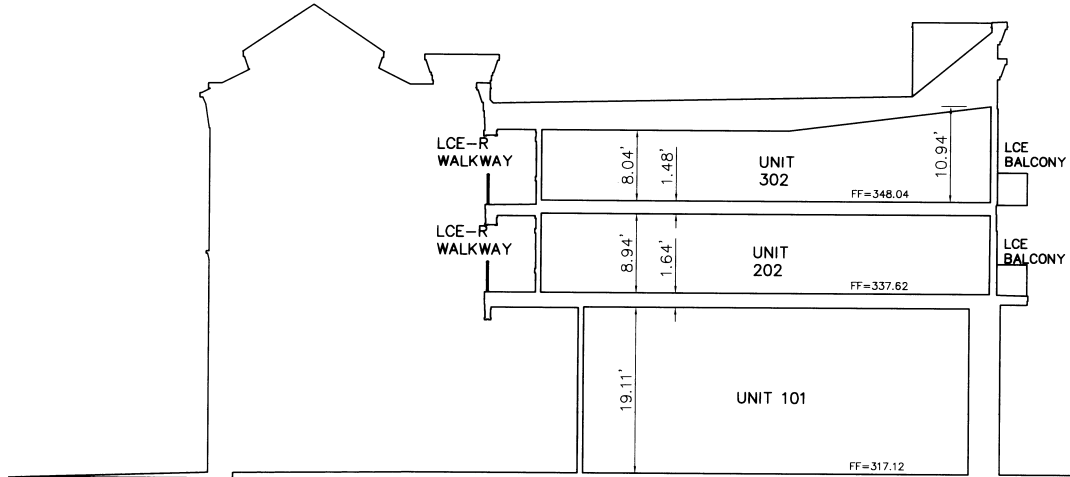 LCE-R
WALKWAY
8.04'
1.48'
UNIT
302
10.94'
FF=348.04
LCE
BALCONY
LCE-R
WALKWAY
8.94'
1.64'
UNIT
202
FF=337.62
LCE
BALCONY
19.11'
UNIT 101
FF=317.12